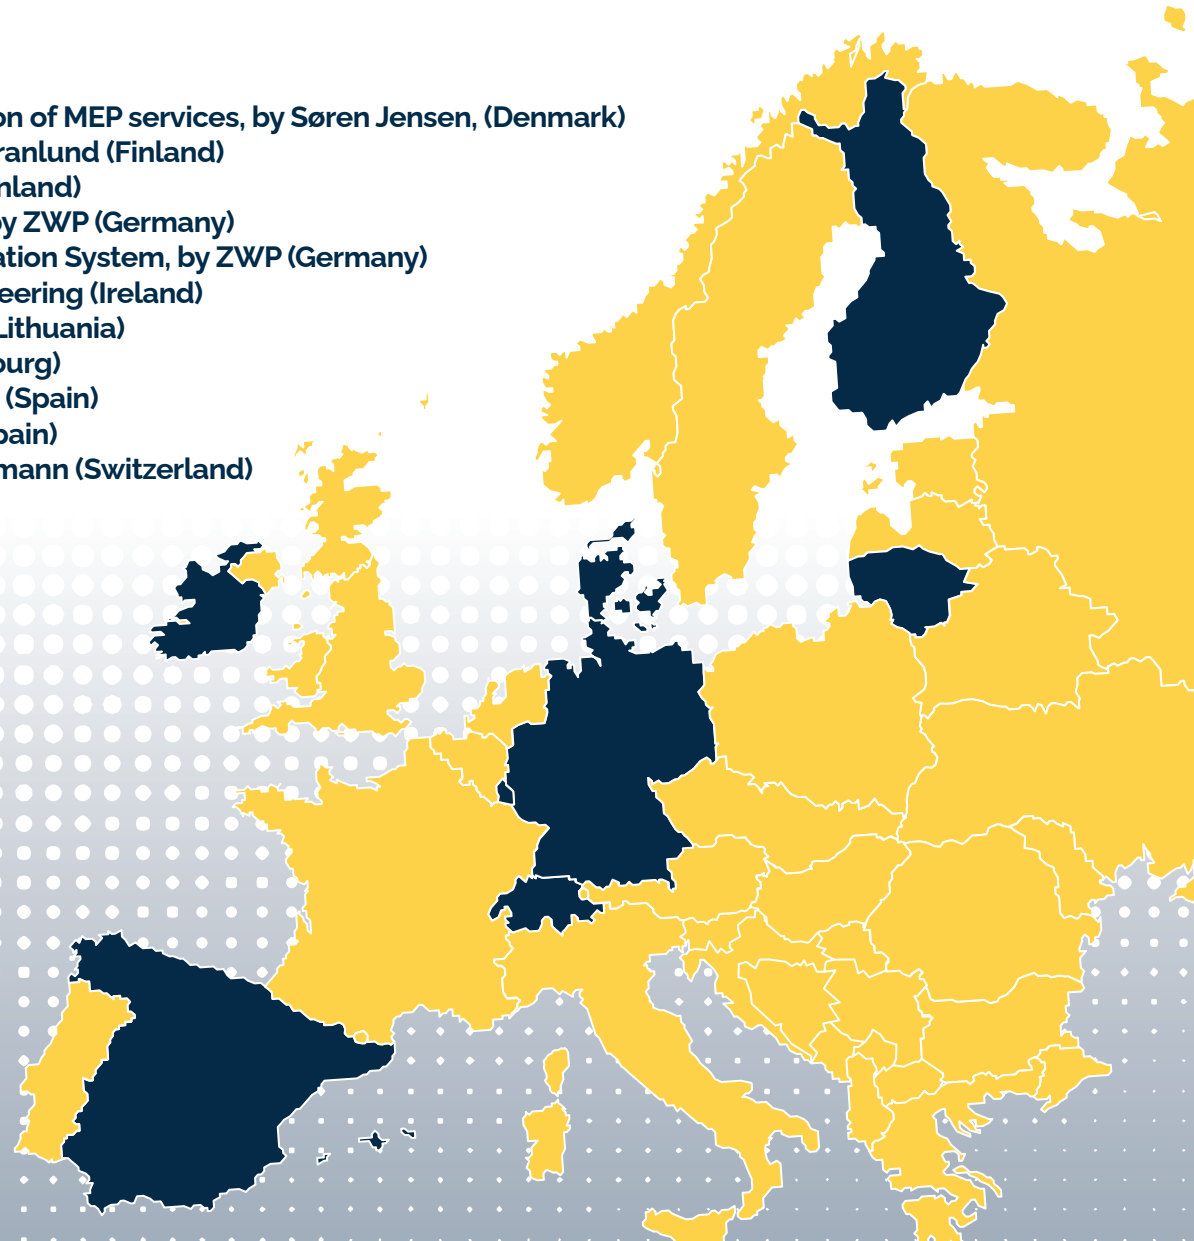 on of MEP services, by Søren Jensen, (Denmark)
ranlund (Finland)
nland)
by ZWP (Germany)
ation System, by ZWP (Germany)
eering (Ireland)
Lithuania)
ourg)
(Spain)
pain)
mann (Switzerland)